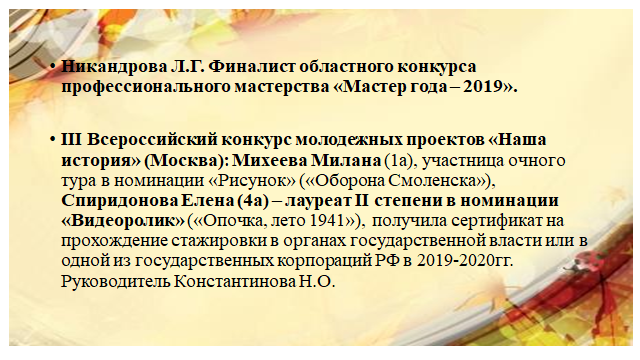 • Никандрова Л.Г. Финалист областного конкурса
профессионального мастерства «Мастер года – 2019».
• III Всероссийский конкурс молодежных проектов «Наша
история» (Москва): Михеева Милана (1а), участница очного
тура в номинации «Рисунок» («Оборона Смоленска»),
Спиридонова Елена (4а) – лауреат II степени в номинации
«Видеоролик» («Опочка, лето 1941»), получила сертификат на
прохождение стажировки в органах государственной власти или в
одной из государственных корпораций РФ в 2019-2020гг.
Руководитель Константинова Н.О.